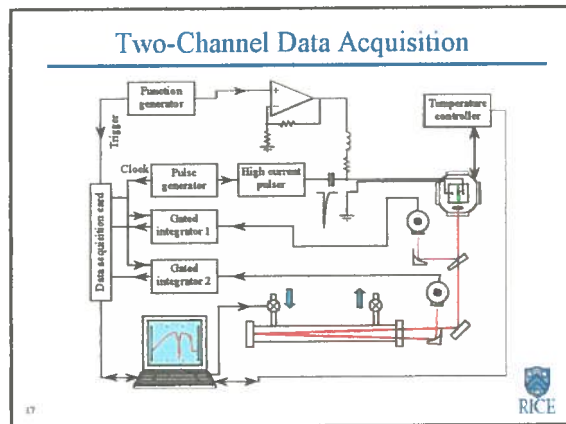 Two-Channel Data Acquisition
Function
generator
Temperature
controller
Trigger
Clock
Pulse
generator
High current
pulser
Data acquisition card
Gated
integrator 1
Gated
integrator 2
17
RICE